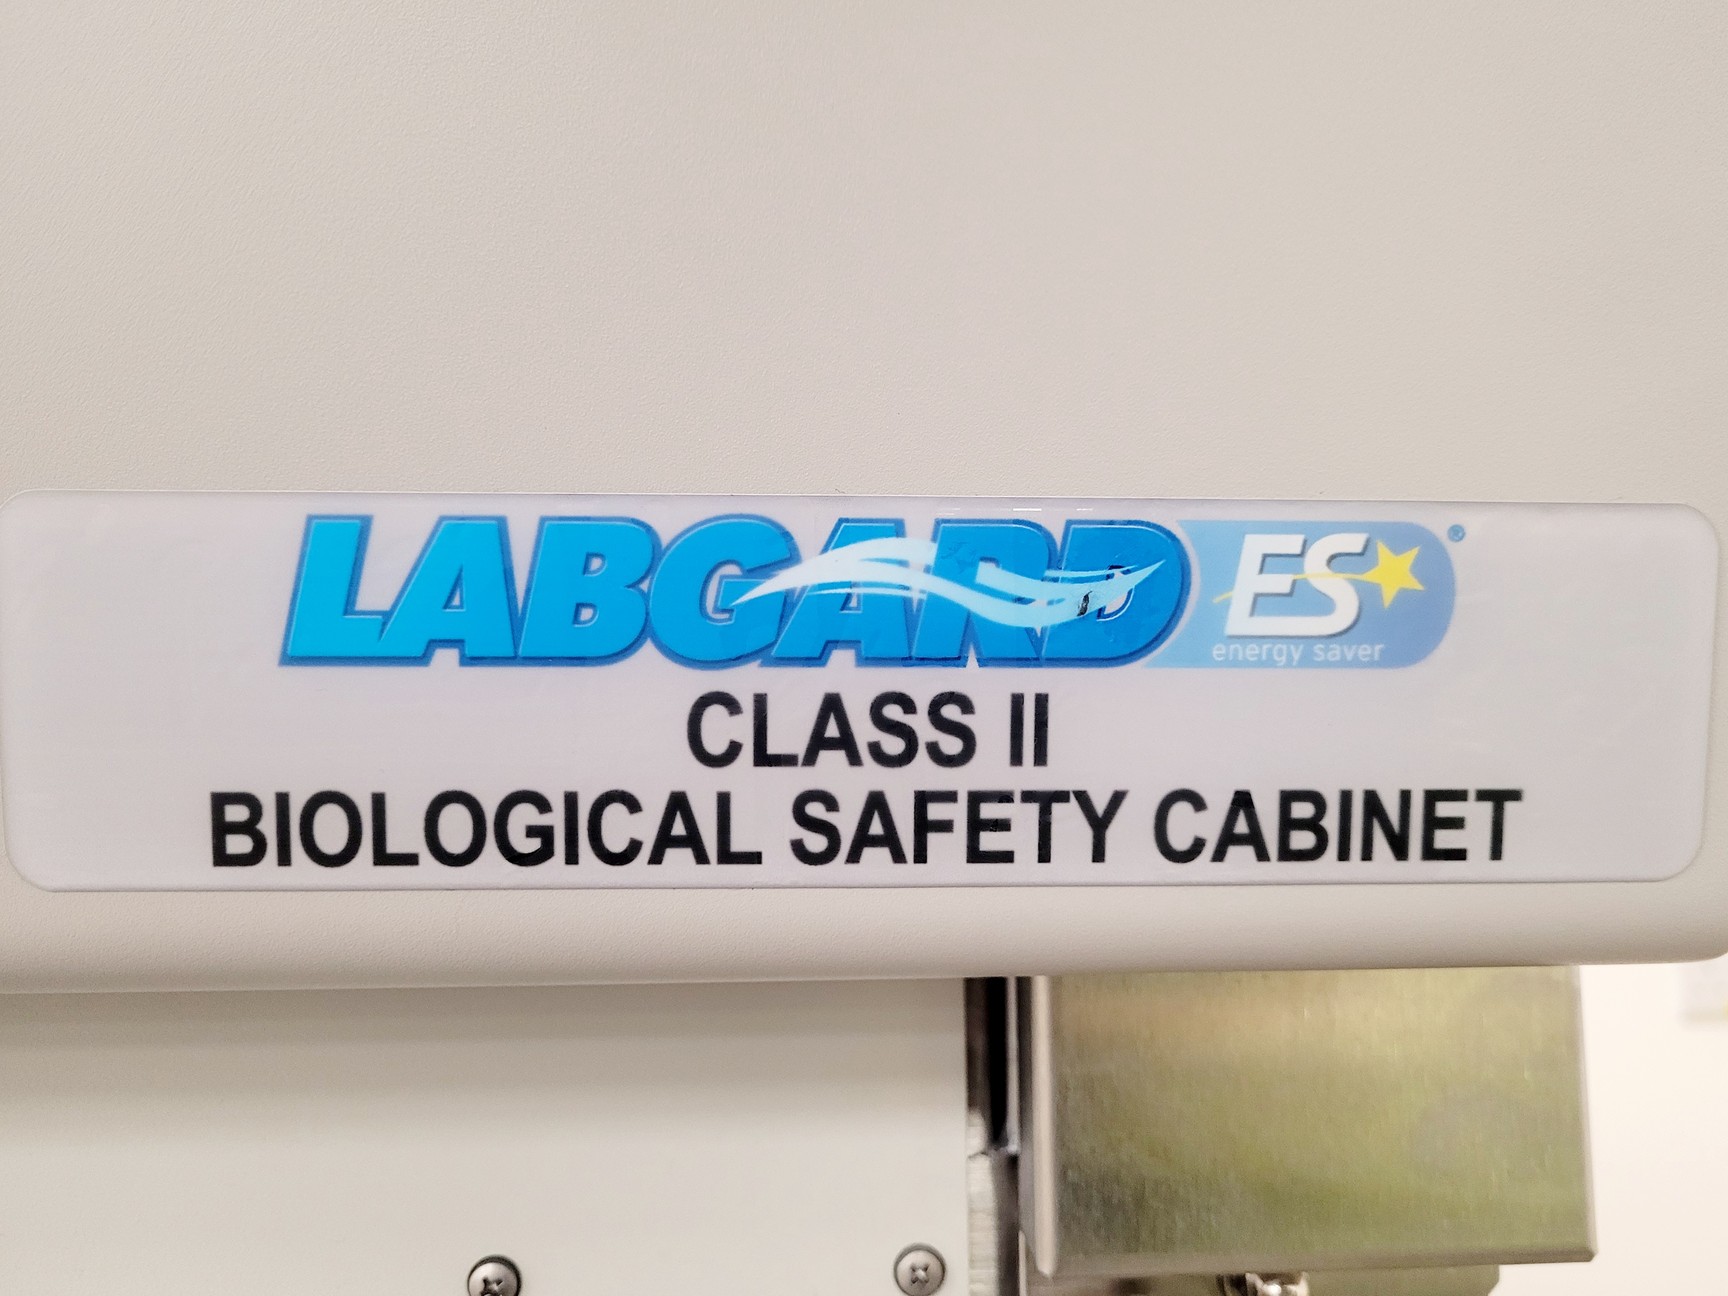 LABGARD ES®
energy saver
CLASS II
BIOLOGICAL SAFETY CABINET